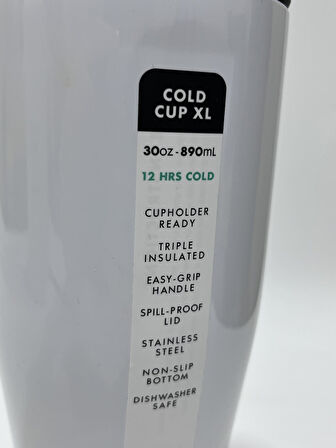 COLD
CUP XL
30OZ - 890ML
12 HRS COLD
CUPHOLDER
READY
TRIPLE
INSULATED
EASY-GRIP
HANDLE
SPILL-PROOF
LID
STAINLESS
STEEL
NON-SLIP
BOTTOM
DISHWASHER
SAFE